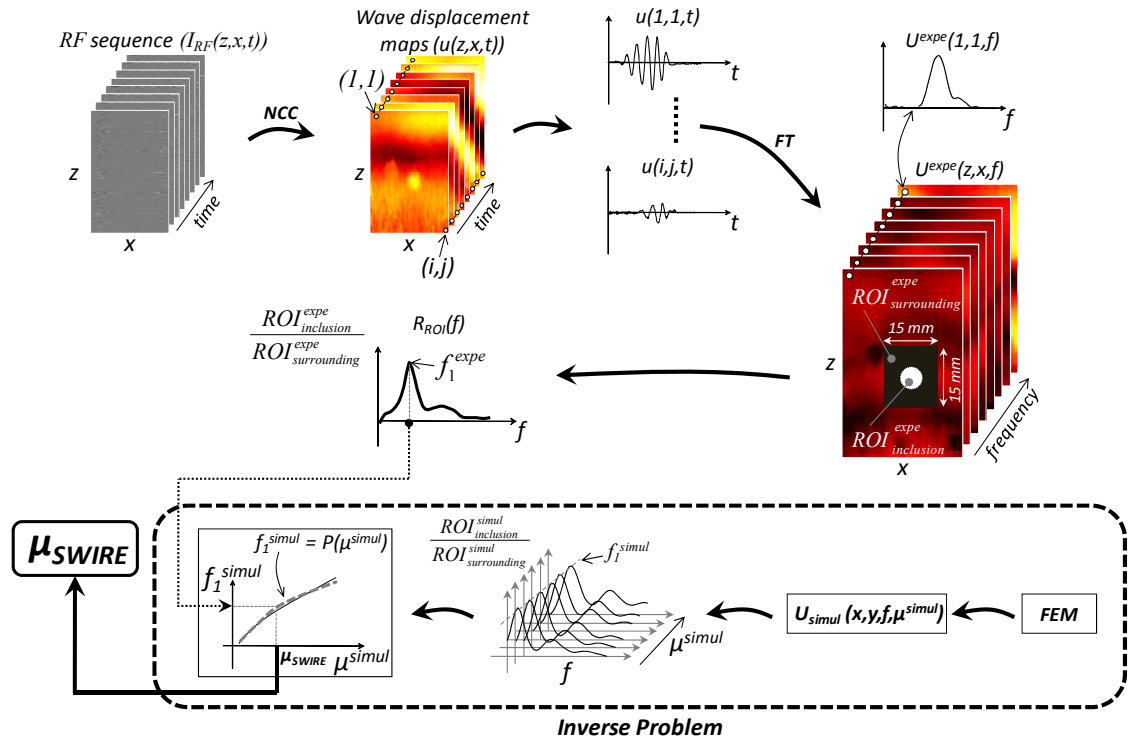 RF sequence (I_RF(z,x,t))
z
x
time
NCC
Wave displacement
maps (u(z,x,t))
(1,1)
z
x
time
(i,j)
u(1,1,t)
t
u(i,j,t)
t
FT
U^expe(1,1,f)
f
U^expe(z,x,f)
ROI^expe_surrounding
15 mm
15 mm
ROI^expe_inclusion
z
x
frequency
ROI^expe_inclusion
ROI^expe_surrounding
R_ROI(f)
f_1^expe
f
μ_SWIRE
f_1^simul = P(μ^simul)
f_1^simul
μ_SWIRE
μ^simul
ROI^simul_inclusion
ROI^simul_surrounding
f_1^simul
f
μ^simul
U_simul (x,y,f,μ^simul)
FEM
Inverse Problem